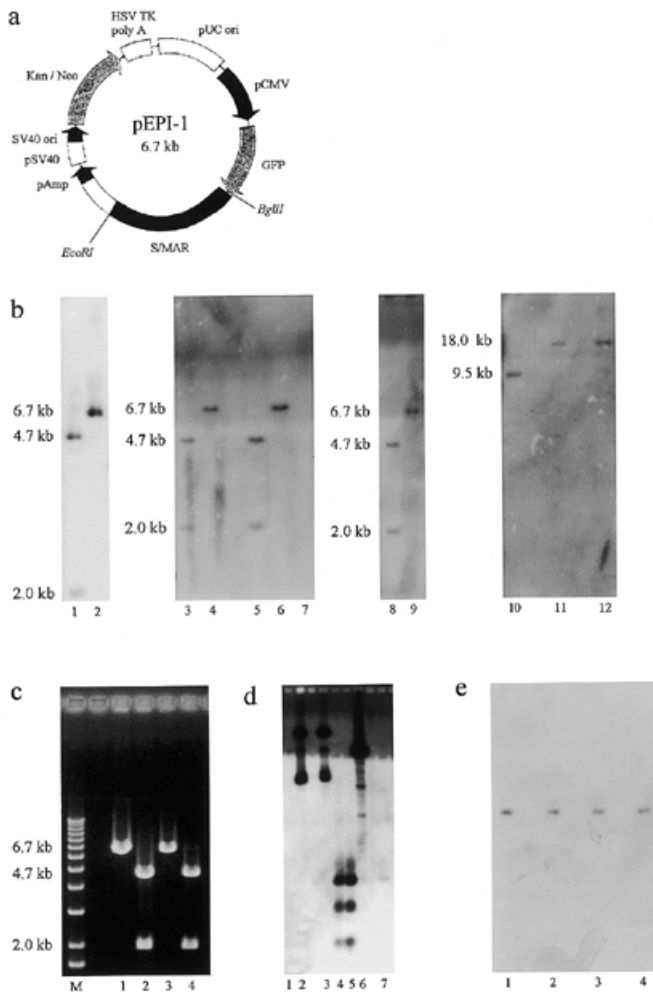 a
HSV TK
poly A
pUC ori
Kan / Neo
pCMV
pEPI-1
6.7 kb
SV40 ori
pSV40
GFP
pAmp
BglII
EcoRI
S/MAR
b
6.7 kb
4.7 kb
2.0 kb
1 2
6.7 kb
4.7 kb
2.0 kb
3 4 5 6 7
6.7 kb
4.7 kb
2.0 kb
8 9
18.0 kb
9.5 kb
10 11 12
c
6.7 kb
4.7 kb
2.0 kb
M 1 2 3 4
d
1 2 3 4 5 6 7
e
1 2 3 4